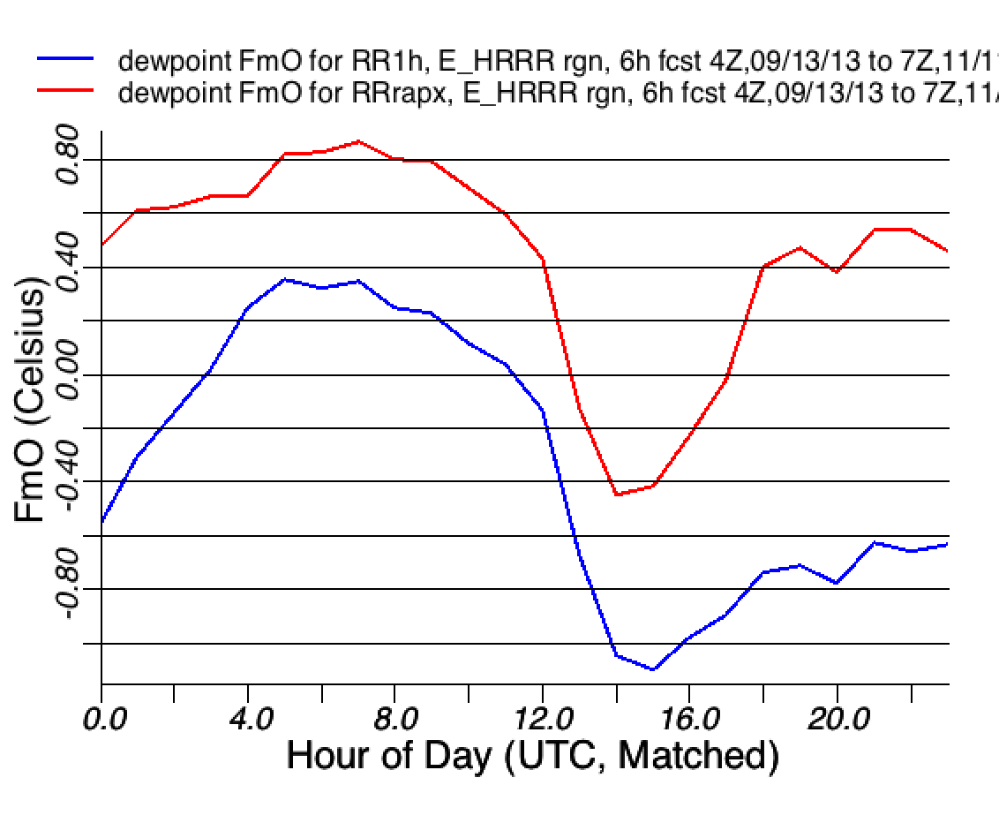 dewpoint FmO for RR1h, E_HRRR rgn, 6h fcst 4Z,09/13/13 to 7Z,11/1
dewpoint FmO for RRrapx, E_HRRR rgn, 6h fcst 4Z,09/13/13 to 7Z,11/
0.80
0.40
0.00
-0.40
-0.80
FmO (Celsius)
0.0 4.0 8.0 12.0 16.0 20.0
Hour of Day (UTC, Matched)